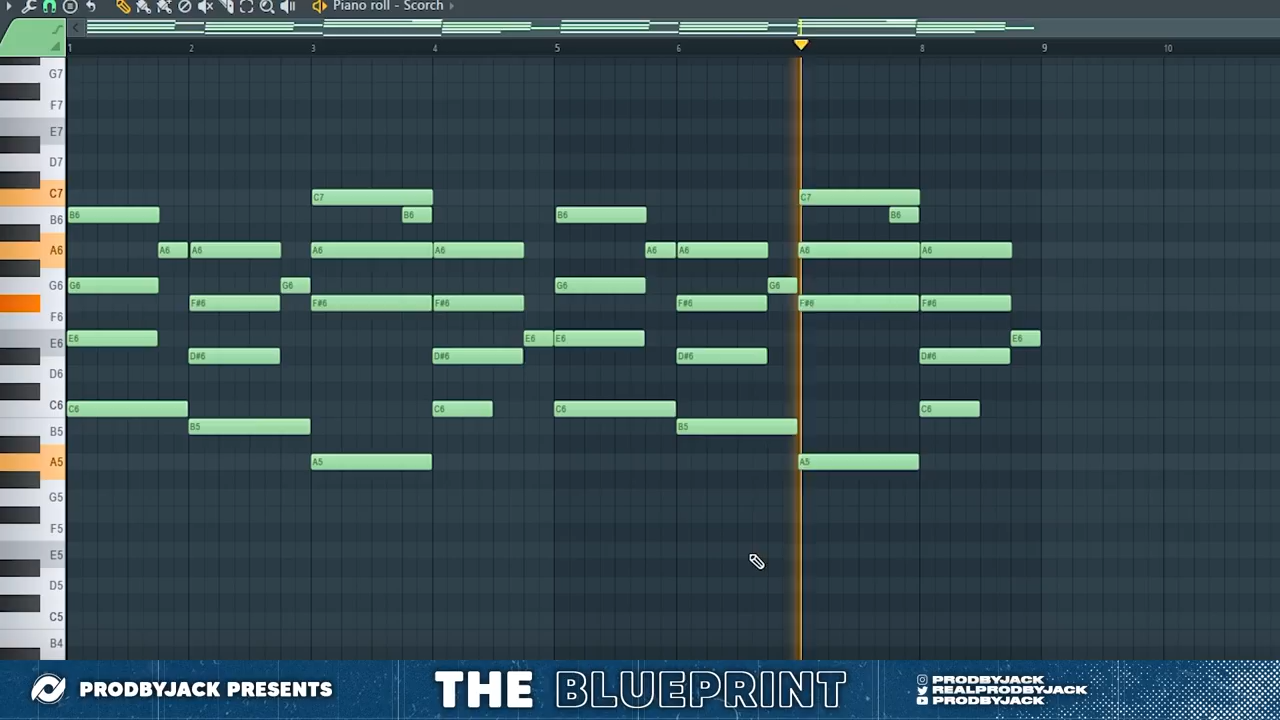 Piano roll - Scorch
1 2 3 4 5 6 8 9 10
G7
F7
E7
D7
C7
C7 C7
B6
B6 B6 B6 B6
A6
A6 A6 A6 A6 A6 A6 A6 A6
G6
G6 G6 G6 G6
F#6 F#6 F#6 F#6 F#6 F#6
F6
E6
E6 E6 E6 E6
D#6 D#6 D#6 D#6
D6
C6
C6 C6 C6 C6
B5
B5 B5
A5
A5 A5
G5
F5
E5
D5
C5
B4
PRODBYJACK PRESENTS
THE BLUEPRINT
PRODBYJACK
REALPRODBYJACK
PRODBYJACK